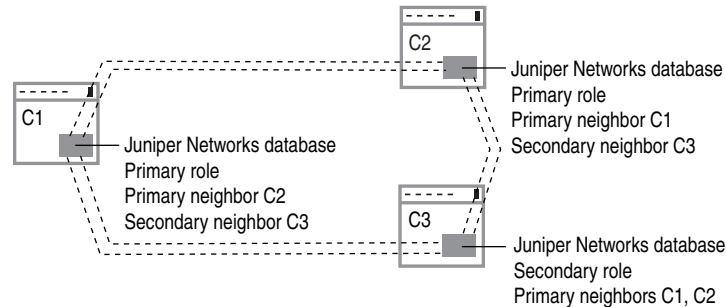 C2
Juniper Networks database
Primary role
Primary neighbor C1
Secondary neighbor C3
C1
Juniper Networks database
Primary role
Primary neighbor C2
Secondary neighbor C3
C3
Juniper Networks database
Secondary role
Primary neighbors C1, C2